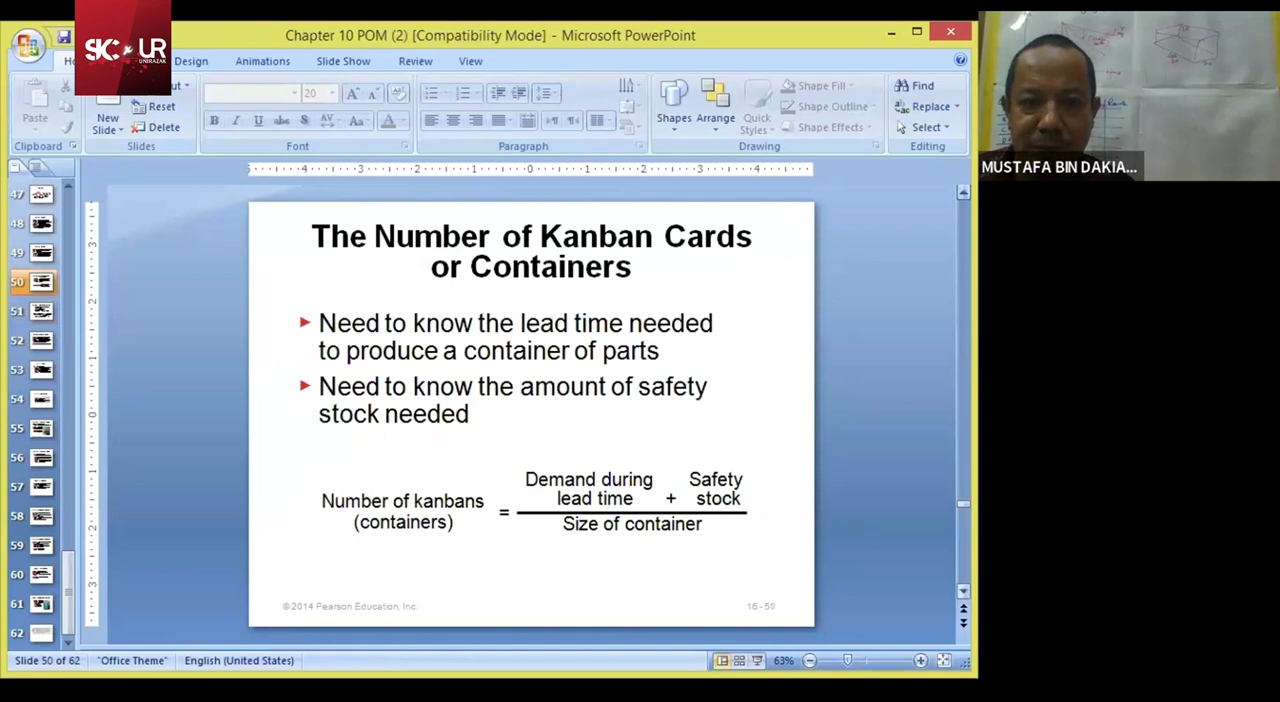 Chapter 10 POM (2) [Compatibility Mode] - Microsoft PowerPoint
SKOUR
UNIRAZAK
Design
Animations
Slide Show
Review
View
Paste
Clipboard
New
Slide
Reset
Delete
Slides
20
Font
Paragraph
Shapes
Arrange
Quick
Styles
Shape Fill
Shape Outline
Shape Effects
Drawing
Find
Replace
Select
Editing
MUSTAFA BIN DAKIA...
47
48
49
50
51
52
53
54
55
56
57
58
59
60
61
62
The Number of Kanban Cards
or Containers
Need to know the lead time needed
to produce a container of parts
Need to know the amount of safety
stock needed
Number of kanbans
(containers)
=
Demand during
lead time
+
Safety
stock
Size of container
© 2014 Pearson Education, Inc.
16 - 50
Slide 50 of 62
"Office Theme"
English (United States)
63%